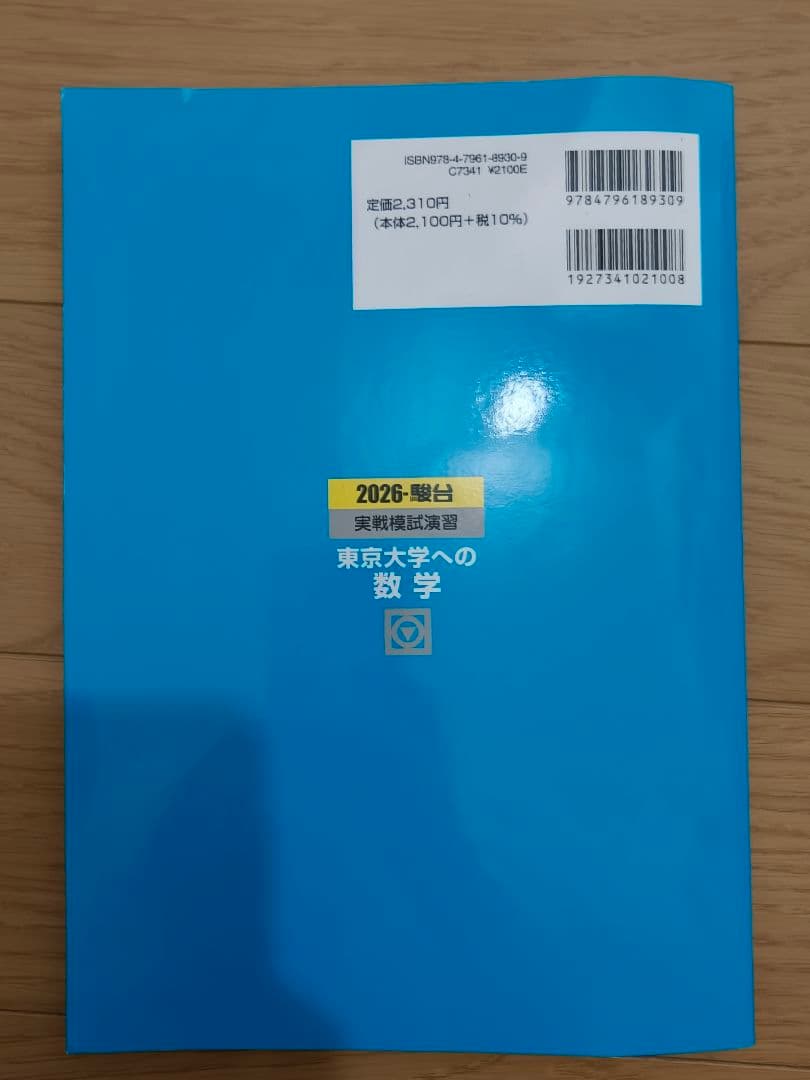 ISBN978-4-7961-8930-9
C7341 ¥2100E
定価2,310円
（本体2,100円+税10%）
9784796189309
1927341021008
2026-駿台
実戦模試演習
東京大学への
数学